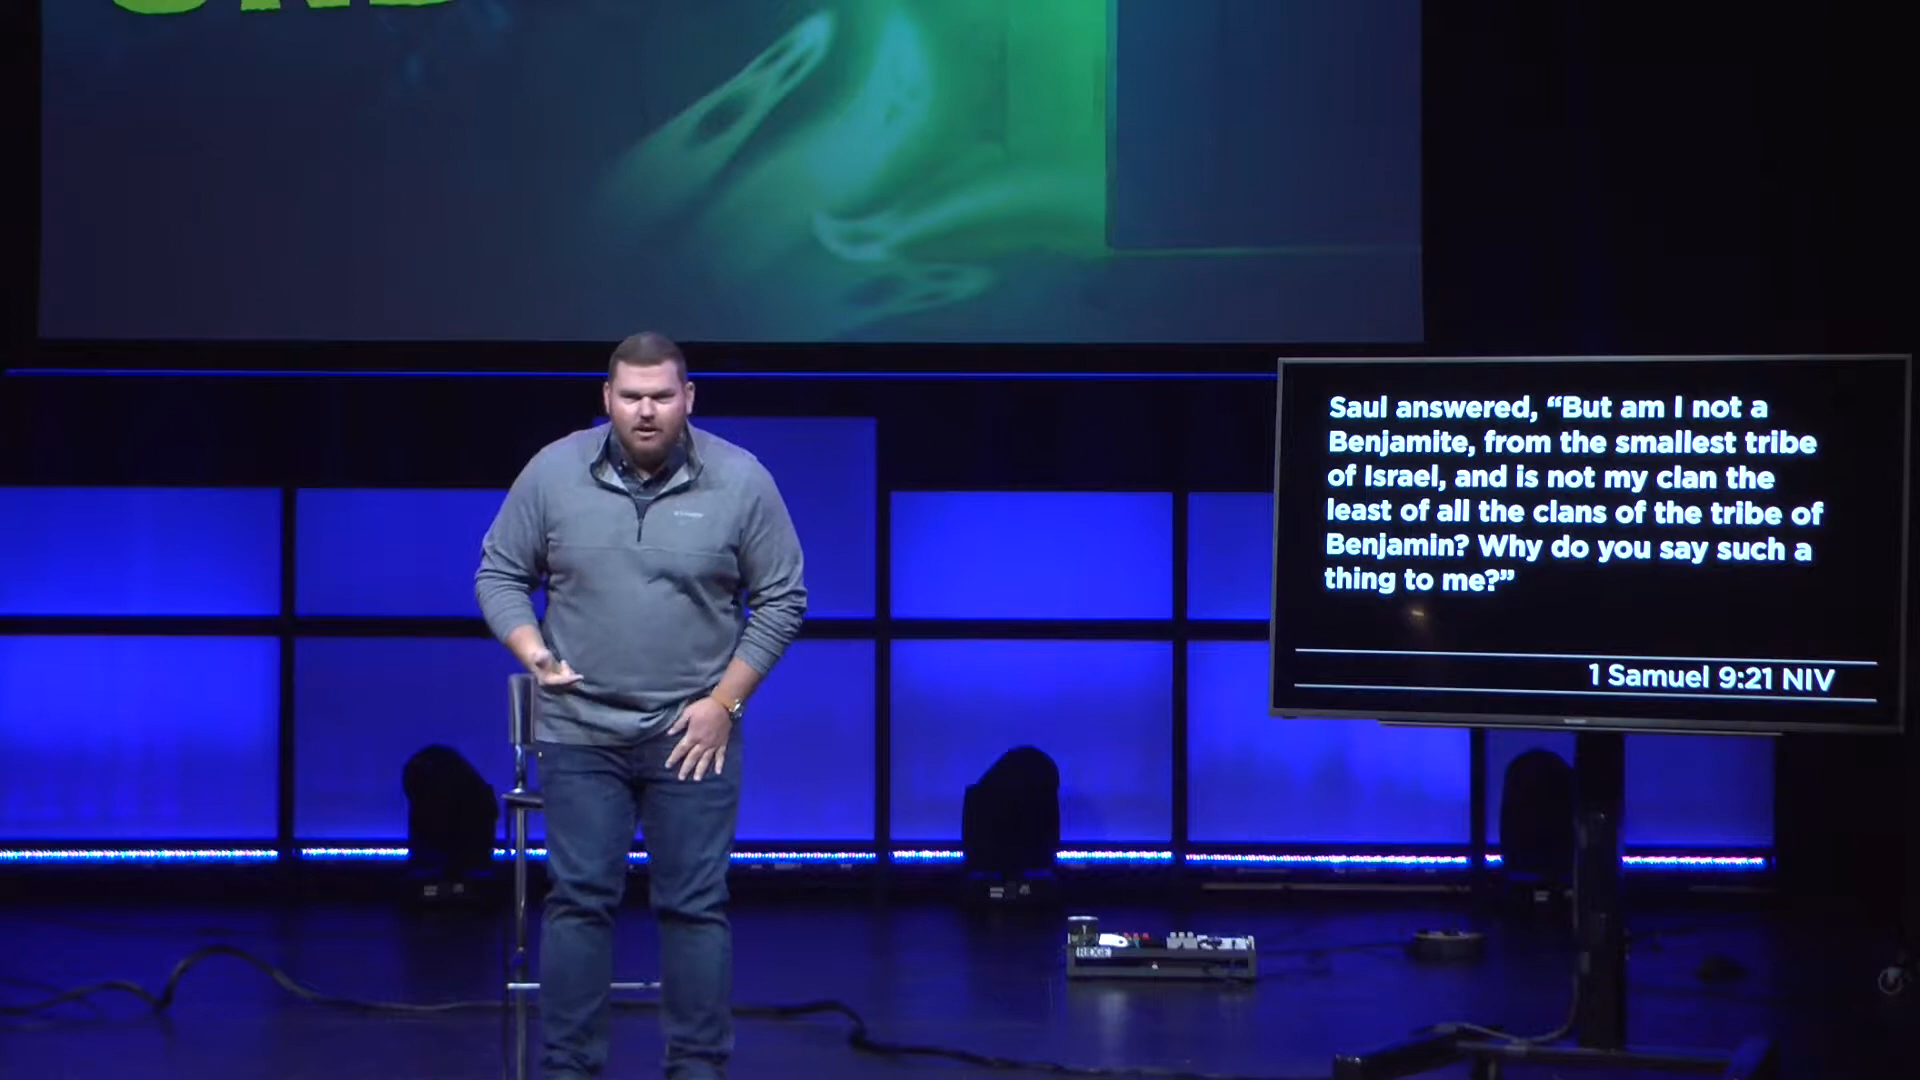 Saul answered, “But am I not a
Benjamite, from the smallest tribe
of Israel, and is not my clan the
least of all the clans of the tribe of
Benjamin? Why do you say such a
thing to me?”
1 Samuel 9:21 NIV
RIDGE